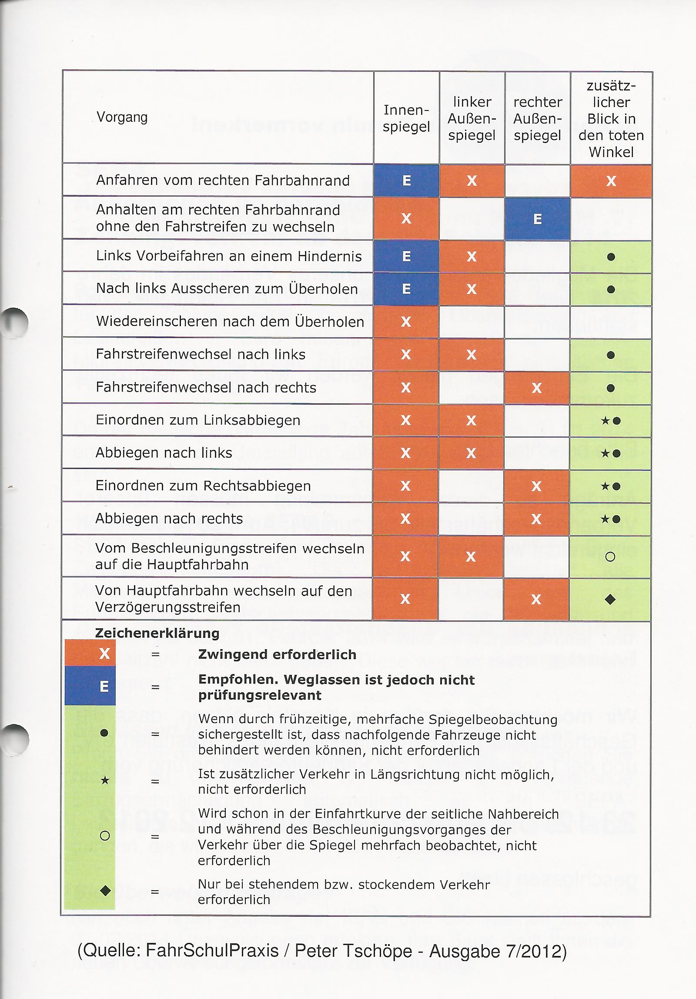 Vorgang
Innen-
spiegel
linker
Außen-
spiegel
rechter
Außen-
spiegel
zusätz-
licher
Blick in
den toten
Winkel
Anfahren vom rechten Fahrbahnrand
E X X
Anhalten am rechten Fahrbahnrand
ohne den Fahrstreifen zu wechseln
X E
Links Vorbeifahren an einem Hindernis
E X ●
Nach links Ausscheren zum Überholen
E X ●
Wiedereinscheren nach dem Überholen
X
Fahrstreifenwechsel nach links
X X ●
Fahrstreifenwechsel nach rechts
X X ●
Einordnen zum Linksabbiegen
X X ★●
Abbiegen nach links
X X ★●
Einordnen zum Rechtsabbiegen
X X ★●
Abbiegen nach rechts
X X ★●
Vom Beschleunigungsstreifen wechseln
auf die Hauptfahrbahn
X X ○
Von Hauptfahrbahn wechseln auf den
Verzögerungsstreifen
X X ◆
Zeichenerklärung
X = Zwingend erforderlich
E = Empfohlen. Weglassen ist jedoch nicht
prüfungsrelevant
● = Wenn durch frühzeitige, mehrfache Spiegelbeobachtung
sichergestellt ist, dass nachfolgende Fahrzeuge nicht
behindert werden können, nicht erforderlich
★ = Ist zusätzlicher Verkehr in Längsrichtung nicht möglich,
nicht erforderlich
○ = Wird schon in der Einfahrtkurve der seitliche Nahbereich
und während des Beschleunigungsvorganges der
Verkehr über die Spiegel mehrfach beobachtet, nicht
erforderlich
◆ = Nur bei stehendem bzw. stockendem Verkehr
erforderlich
(Quelle: FahrSchulPraxis / Peter Tschöpe - Ausgabe 7/2012)